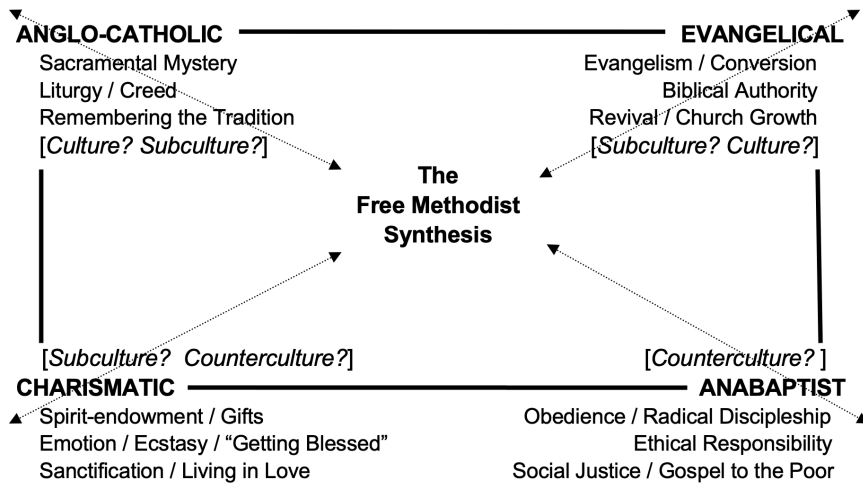 ANGLO-CATHOLIC
Sacramental Mystery
Liturgy / Creed
Remembering the Tradition
[Culture? Subculture?]
EVANGELICAL
Evangelism / Conversion
Biblical Authority
Revival / Church Growth
[Subculture? Culture?]
The
Free Methodist
Synthesis
[Subculture?  Counterculture?]
CHARISMATIC
Spirit-endowment / Gifts
Emotion / Ecstasy / “Getting Blessed”
Sanctification / Living in Love
[Counterculture? ]
ANABAPTIST
Obedience / Radical Discipleship
Ethical Responsibility
Social Justice / Gospel to the Poor